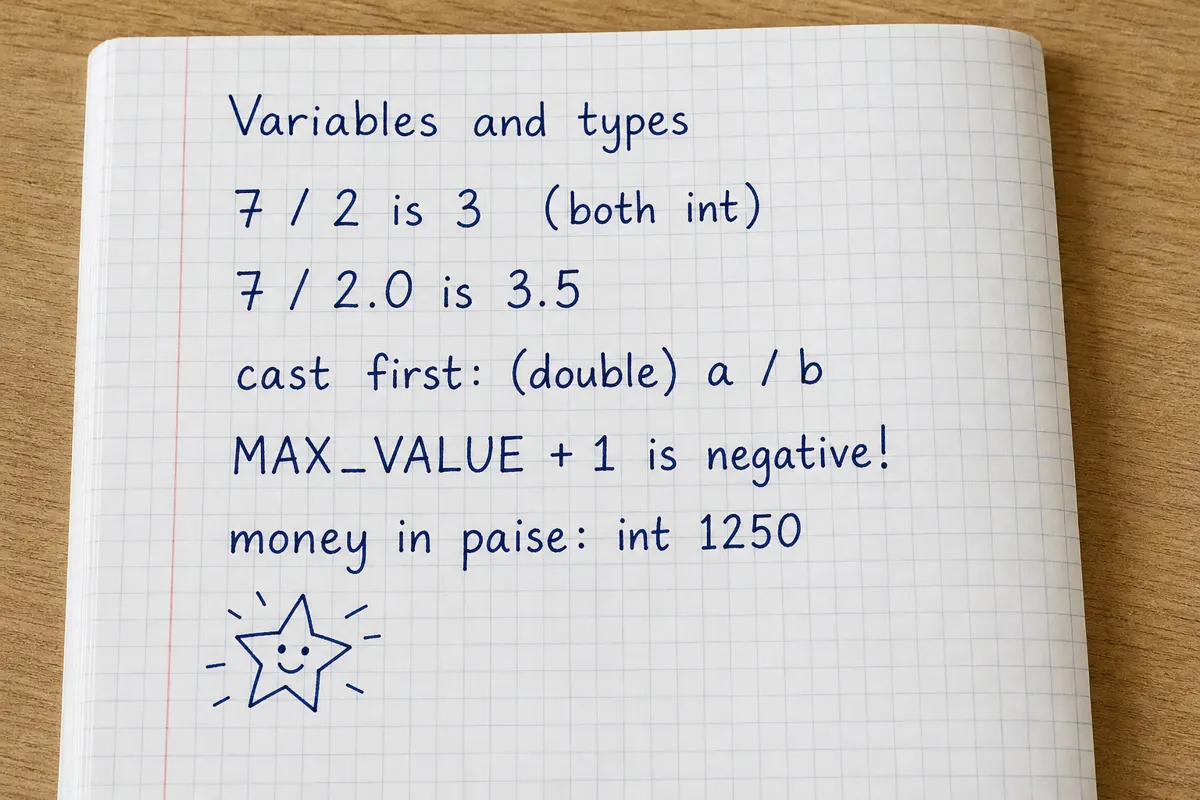 Variables and types
7 / 2 is 3 (both int)
7 / 2.0 is 3.5
cast first: (double) a / b
MAX_VALUE + 1 is negative!
money in paise: int 1250